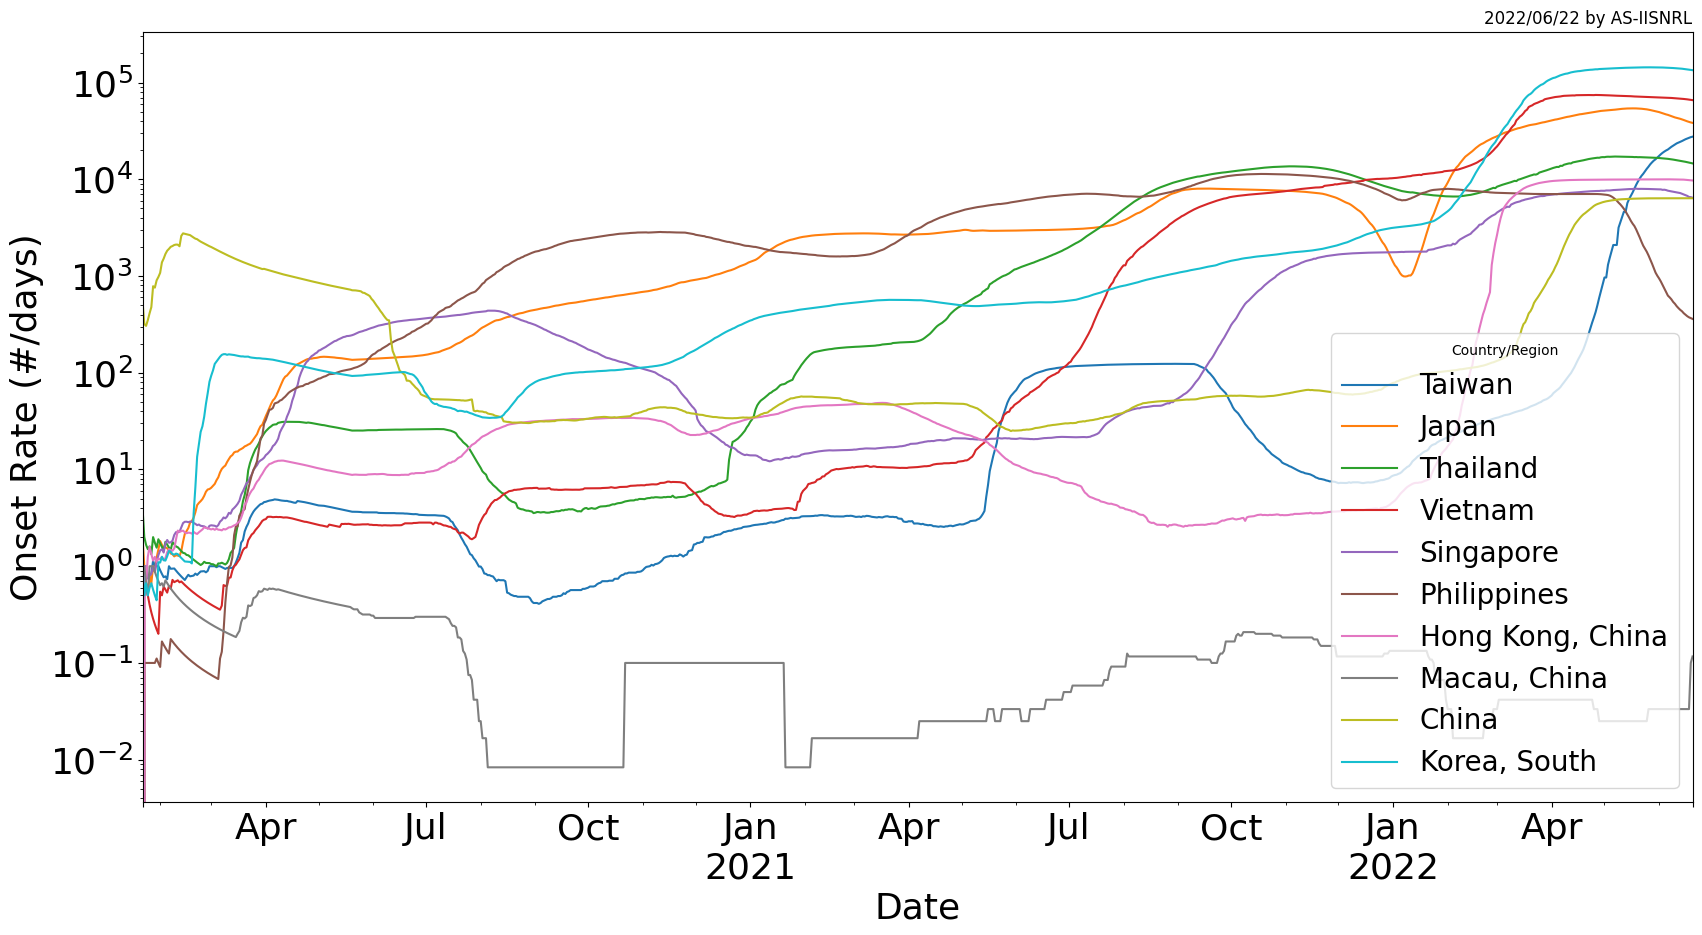 2022/06/22 by AS-IISNRL
Onset Rate (#/days)
10^5
10^4
10^3
10^2
10^1
10^0
10^−1
10^−2
Country/Region
Taiwan
Japan
Thailand
Vietnam
Singapore
Philippines
Hong Kong, China
Macau, China
China
Korea, South
Apr Jul Oct Jan Apr Jul Oct Jan Apr
2021 2022
Date